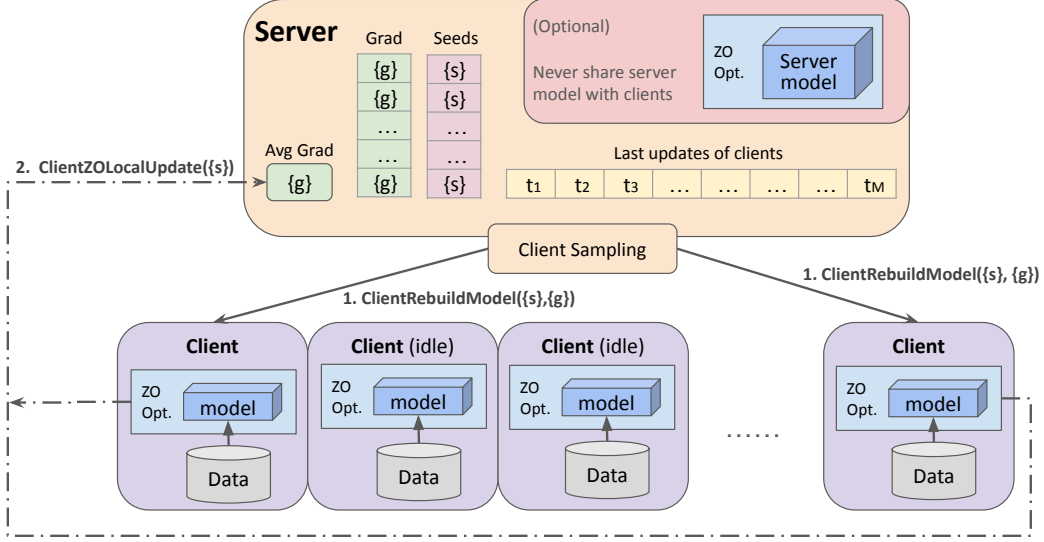 Server
Grad
Seeds
{g}
{s}
{g}
{s}
...
...
...
...
{g}
{s}
Avg Grad
{g}
(Optional)
Never share server
model with clients
ZO
Opt.
Server
model
Last updates of clients
t1 t2 t3 ... ... ... ... tM
2. ClientZOLocalUpdate({s})
Client Sampling
1. ClientRebuildModel({s},{g})
1. ClientRebuildModel({s}, {g})
Client
ZO
Opt.
model
Data
Client (idle)
ZO
Opt.
model
Data
Client (idle)
ZO
Opt.
model
Data
......
Client
ZO
Opt.
model
Data